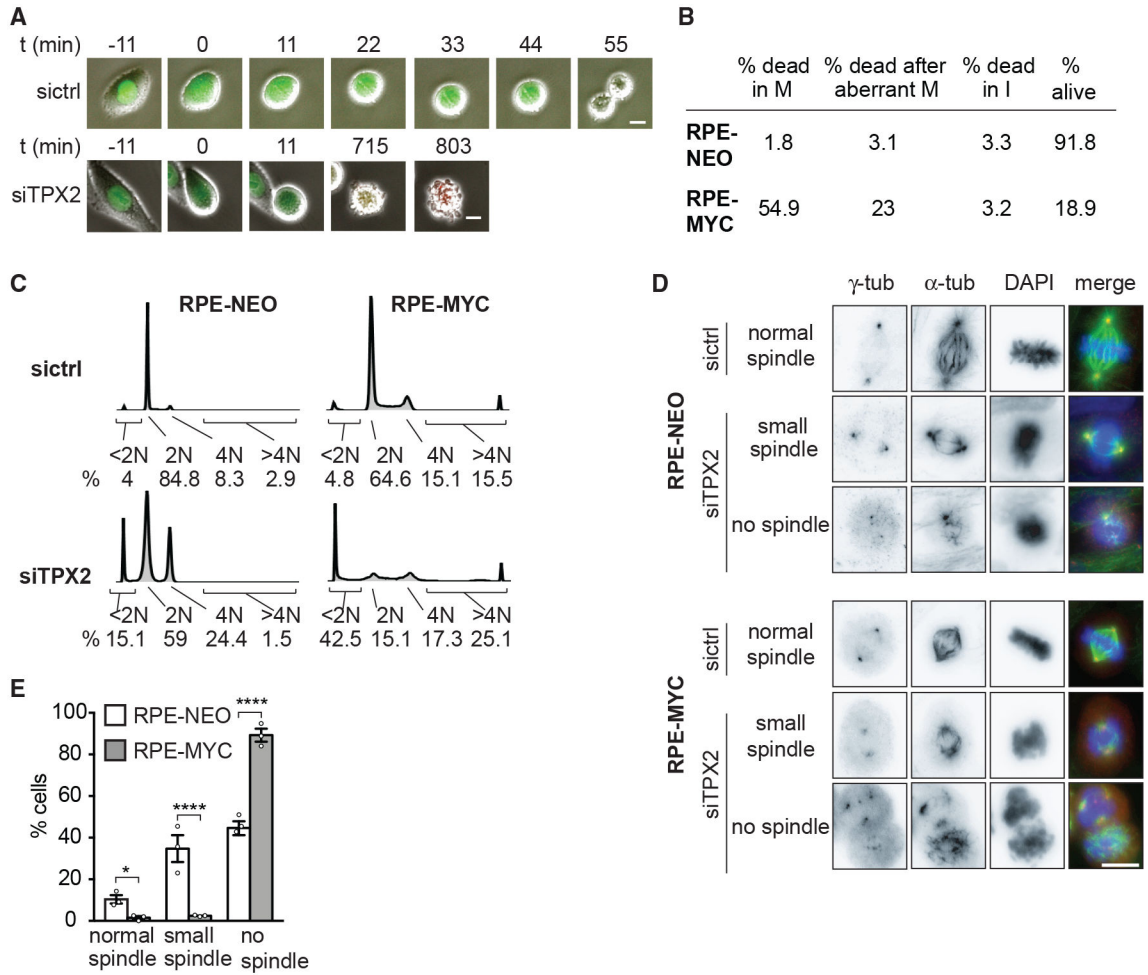 A
t (min) -11 0 11 22 33 44 55
sictrl
t (min) -11 0 11 715 803
siTPX2
B
% dead in M % dead after aberrant M % dead in I % alive
RPE-NEO 1.8 3.1 3.3 91.8
RPE-MYC 54.9 23 3.2 18.9
C
RPE-NEO RPE-MYC
sictrl
<2N 2N 4N >4N <2N 2N 4N >4N
% 4 84.8 8.3 2.9 4.8 64.6 15.1 15.5
siTPX2
<2N 2N 4N >4N <2N 2N 4N >4N
% 15.1 59 24.4 1.5 42.5 15.1 17.3 25.1
D
γ-tub α-tub DAPI merge
RPE-NEO
sictrl
normal
spindle
siTPX2
small
spindle
no spindle
RPE-MYC
sictrl
normal
spindle
siTPX2
small
spindle
no spindle
E
% cells
100
80
60
40
20
0
RPE-NEO
RPE-MYC
*
****
****
normal small no
spindle spindle spindle